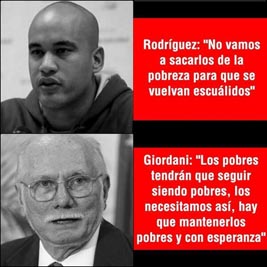 Rodríguez: "No vamos
a sacarlos de la
pobreza para que se
vuelvan escuálidos"
Giordani: "Los pobres
tendrán que seguir
siendo pobres, los
necesitamos así, hay
que mantenerlos
pobres y con esperanza"